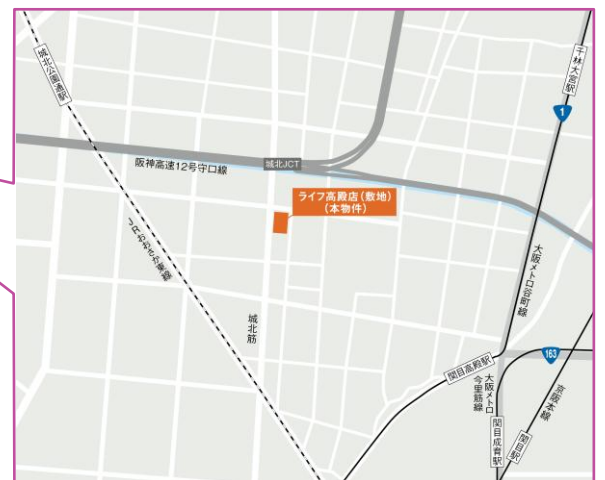 城北公園通駅
千林大宮駅
1
城北JCT
阪神高速12号守口線
ライフ高殿店(敷地)
(本物件)
JRおおさか東線
大阪メトロ谷町線
城北筋
163
関目高殿駅
大阪メトロ
今里筋線
京阪本線
関目成育駅
関目駅